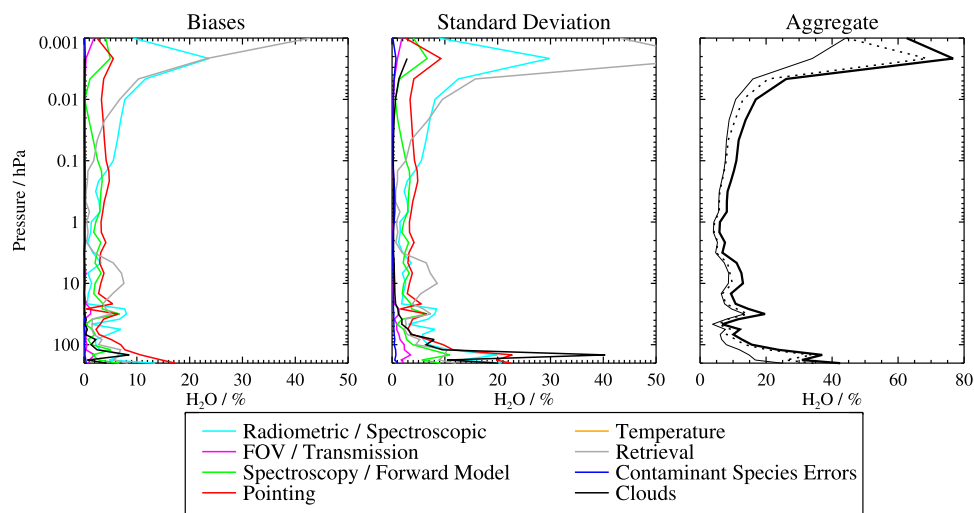 Biases
Standard Deviation
Aggregate
Pressure / hPa
0.001
0.01
0.1
1
10
100
0 10 20 30 40 50
H₂O / %
0 10 20 30 40 50
H₂O / %
0 20 40 60 80
H₂O / %
Radiometric / Spectroscopic
FOV / Transmission
Spectroscopy / Forward Model
Pointing
Temperature
Retrieval
Contaminant Species Errors
Clouds